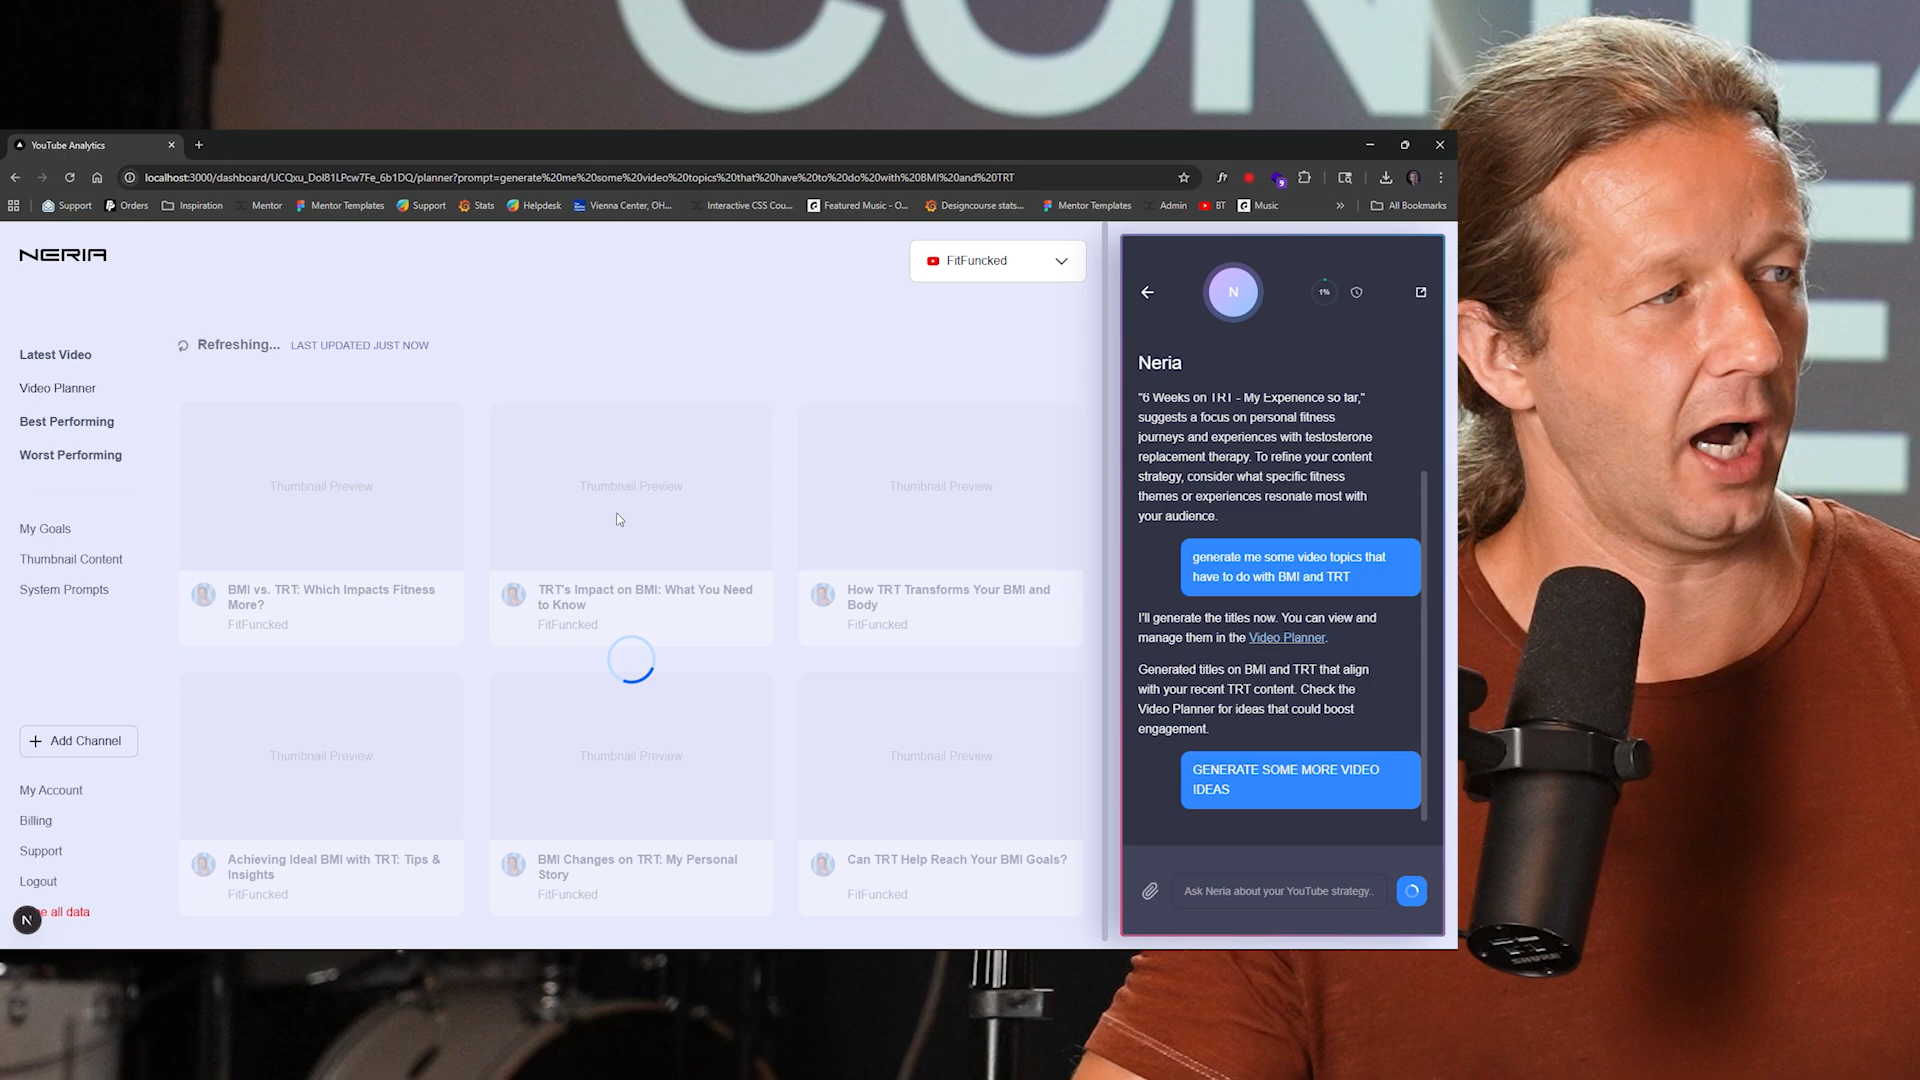 YouTube Analytics
localhost:3000/dashboard/UCQxu_Dol81LPcw7Fe_6b1DQ/planner?prompt=generate%20me%20some%20video%20topics%20that%20have%20to%20do%20with%20BMI%20and%20TRT
9
Support
Orders
Inspiration
Mentor
Mentor Templates
Support
Stats
Helpdesk
Vienna Center, OH...
Interactive CSS Cou...
Featured Music - O...
Designcourse stats...
Mentor Templates
Admin
BT
Music
»
All Bookmarks
NERIA
FitFuncked
Latest Video
Video Planner
Best Performing
Worst Performing
My Goals
Thumbnail Content
System Prompts
Add Channel
My Account
Billing
Support
Logout
e all data
N
Refreshing...
LAST UPDATED JUST NOW
Thumbnail Preview
BMI vs. TRT: Which Impacts Fitness
More?
FitFuncked
Thumbnail Preview
TRT's Impact on BMI: What You Need
to Know
FitFuncked
Thumbnail Preview
How TRT Transforms Your BMI and
Body
FitFuncked
Thumbnail Preview
Achieving Ideal BMI with TRT: Tips &
Insights
FitFuncked
Thumbnail Preview
BMI Changes on TRT: My Personal
Story
FitFuncked
Thumbnail Preview
Can TRT Help Reach Your BMI Goals?
FitFuncked
N
1%
Neria
"6 Weeks on TRT - My Experience so far,"
suggests a focus on personal fitness
journeys and experiences with testosterone
replacement therapy. To refine your content
strategy, consider what specific fitness
themes or experiences resonate most with
your audience.
generate me some video topics that
have to do with BMI and TRT
I'll generate the titles now. You can view and
manage them in the Video Planner.
Generated titles on BMI and TRT that align
with your recent TRT content. Check the
Video Planner for ideas that could boost
engagement.
GENERATE SOME MORE VIDEO
IDEAS
Ask Neria about your YouTube strategy..
SHURE